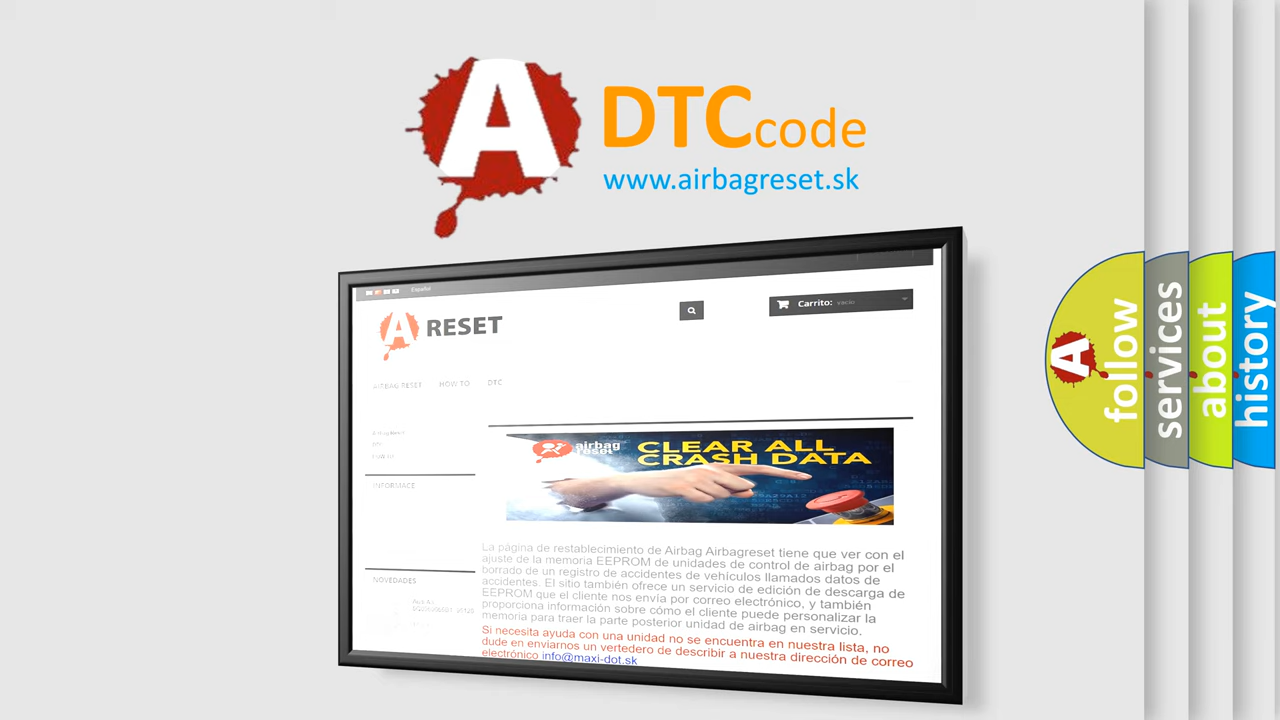 A
DTCcode
www.airbagreset.sk
Español
A RESET
Carrito: vacío
AIRBAG RESET HOW TO DTC
INFORMACE
CLEAR ALL
CRASH DATA
airbag
reset
La página de restablecimiento de Airbag Airbagreset tiene que ver con el
ajuste de la memoria EEPROM de unidades de control de airbag por el
borrado de un registro de accidentes de vehículos llamados datos de
accidentes. El sitio también ofrece un servicio de edición de descarga de
EEPROM que el cliente nos envía por correo electrónico, y también
proporciona información sobre cómo el cliente puede personalizar la
memoria para traer la parte posterior unidad de airbag en servicio.
Si necesita ayuda con una unidad no se encuentra en nuestra lista, no
dude en enviarnos un vertedero de describir a nuestra dirección de correo
electrónico info@maxi-dot.sk
NOVEDADES
A
follow
services
about
history